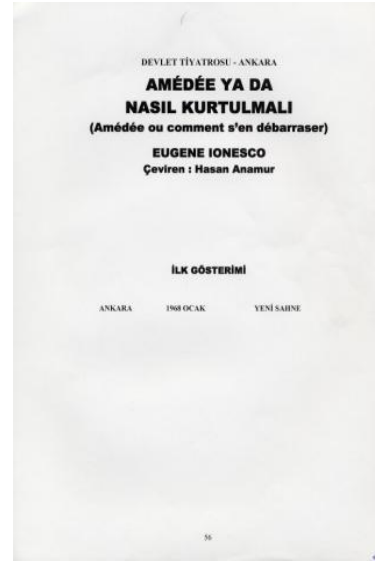 DEVLET TİYATROSU - ANKARA
AMÉDÉE YA DA
NASIL KURTULMALI
(Amédée ou comment s'en débarraser)
EUGENE IONESCO
Çeviren : Hasan Anamur
İLK GÖSTERİMİ
ANKARA 1968 OCAK YENİ SAHNE
56